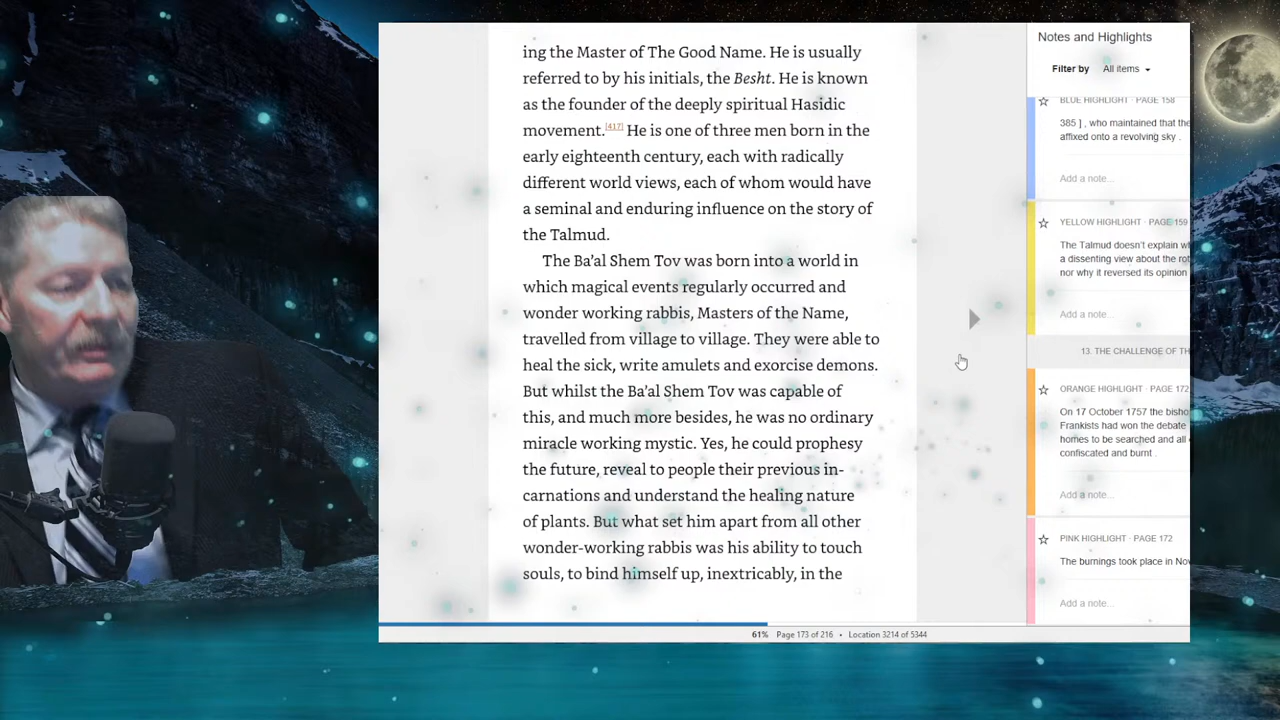 ing the Master of The Good Name. He is usually
referred to by his initials, the Besht. He is known
as the founder of the deeply spiritual Hasidic
movement.[417] He is one of three men born in the
early eighteenth century, each with radically
different world views, each of whom would have
a seminal and enduring influence on the story of
the Talmud.
The Ba’al Shem Tov was born into a world in
which magical events regularly occurred and
wonder working rabbis, Masters of the Name,
travelled from village to village. They were able to
heal the sick, write amulets and exorcise demons.
But whilst the Ba’al Shem Tov was capable of
this, and much more besides, he was no ordinary
miracle working mystic. Yes, he could prophesy
the future, reveal to people their previous in-
carnations and understand the healing nature
of plants. But what set him apart from all other
wonder-working rabbis was his ability to touch
souls, to bind himself up, inextricably, in the
61% Page 173 of 216 • Location 3214 of 5344
Notes and Highlights
Filter by All items
BLUE HIGHLIGHT · PAGE 158
385 ] , who maintained that the
affixed onto a revolving sky .
Add a note...
YELLOW HIGHLIGHT · PAGE 159
The Talmud doesn’t explain wh
a dissenting view about the rot
nor why it reversed its opinion
Add a note...
13. THE CHALLENGE OF TH
ORANGE HIGHLIGHT · PAGE 172
On 17 October 1757 the bisho
Frankists had won the debate
homes to be searched and all
confiscated and burnt .
Add a note...
PINK HIGHLIGHT · PAGE 172
The burnings took place in Nov
Add a note...